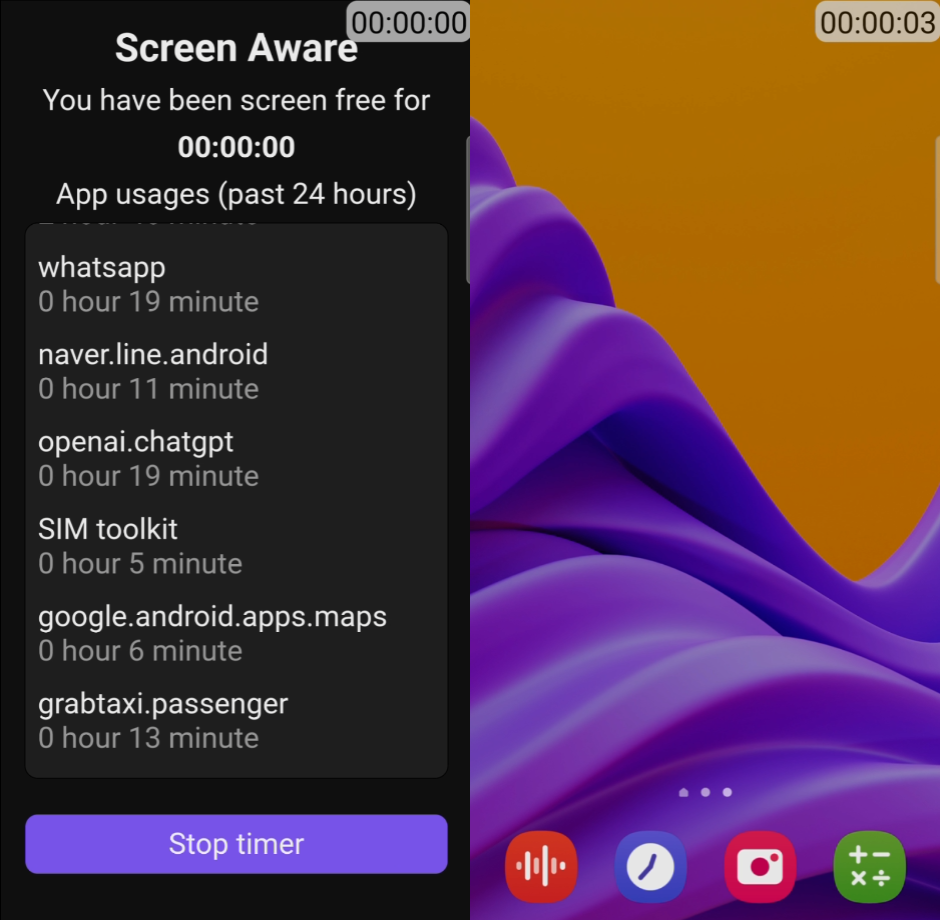 00:00:00
Screen Aware
You have been screen free for
00:00:00
App usages (past 24 hours)
whatsapp
0 hour 19 minute
naver.line.android
0 hour 11 minute
openai.chatgpt
0 hour 19 minute
SIM toolkit
0 hour 5 minute
google.android.apps.maps
0 hour 6 minute
grabtaxi.passenger
0 hour 13 minute
Stop timer
00:00:03